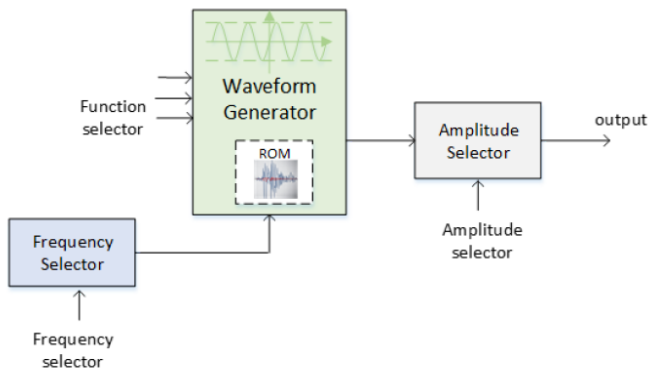 Waveform
Generator
Function
selector
ROM
Amplitude
Selector
output
Amplitude
selector
Frequency
Selector
Frequency
selector